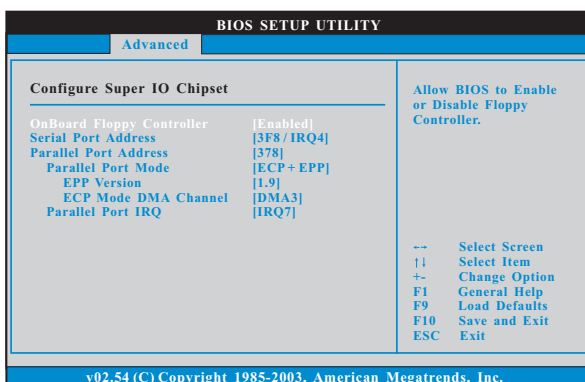 BIOS SETUP UTILITY
Advanced
Configure Super IO Chipset
OnBoard Floppy Controller [Enabled]
Serial Port Address [3F8 / IRQ4]
Parallel Port Address [378]
Parallel Port Mode [ECP + EPP]
EPP Version [1.9]
ECP Mode DMA Channel [DMA3]
Parallel Port IRQ [IRQ7]
Allow BIOS to Enable
or Disable Floppy
Controller.
←→ Select Screen
↑↓ Select Item
+- Change Option
F1 General Help
F9 Load Defaults
F10 Save and Exit
ESC Exit
v02.54 (C) Copyright 1985-2003, American Megatrends, Inc.